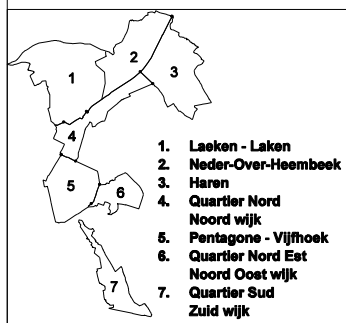 1
2
3
4
5
6
7
1. Laeken - Laken
2. Neder-Over-Heembeek
3. Haren
4. Quartier Nord
Noord wijk
5. Pentagone - Vijfhoek
6. Quartier Nord Est
Noord Oost wijk
7. Quartier Sud
Zuid wijk